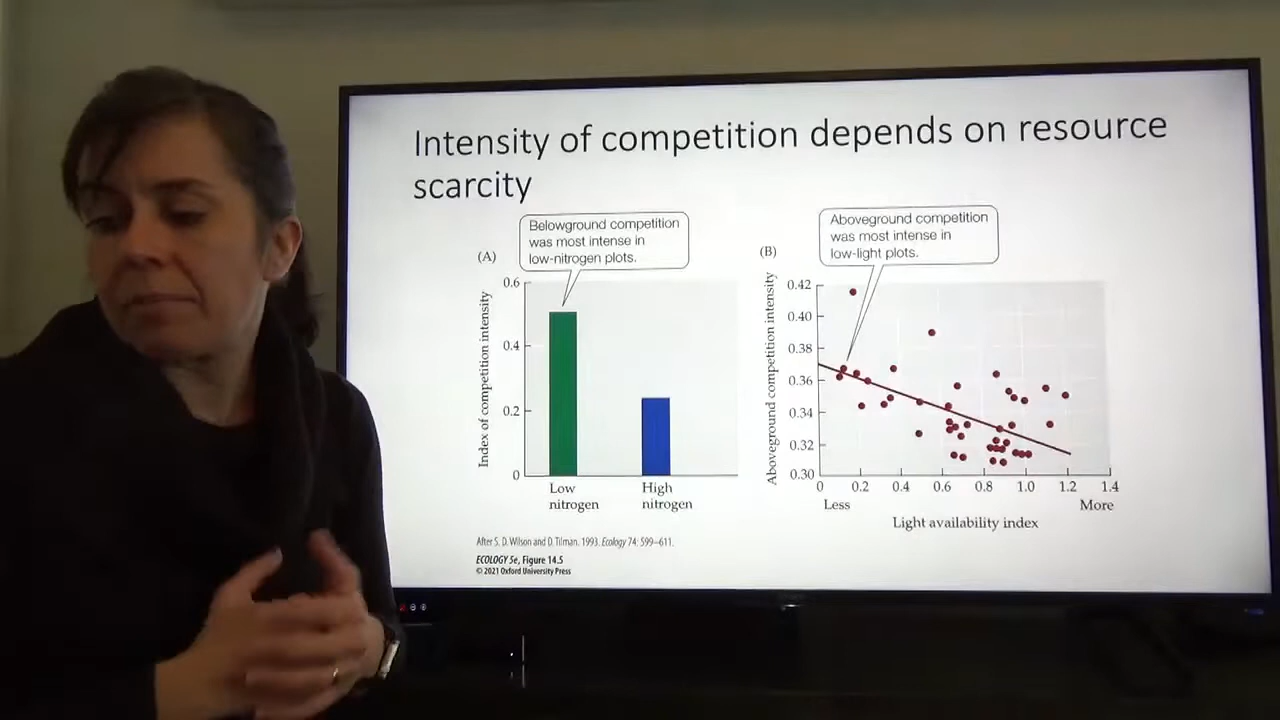 Intensity of competition depends on resource
scarcity
Belowground competition
was most intense in
low-nitrogen plots.
(A)
Index of competition intensity
0.6
0.4
0.2
0
Low
nitrogen
High
nitrogen
Aboveground competition
was most intense in
low-light plots.
(B)
Aboveground competition intensity
0.42
0.40
0.38
0.36
0.34
0.32
0.30
0 0.2 0.4 0.6 0.8 1.0 1.2 1.4
Less More
Light availability index
After S. D. Wilson and D. Tilman. 1993. Ecology 74: 599–611.
ECOLOGY 5e, Figure 14.5
© 2021 Oxford University Press